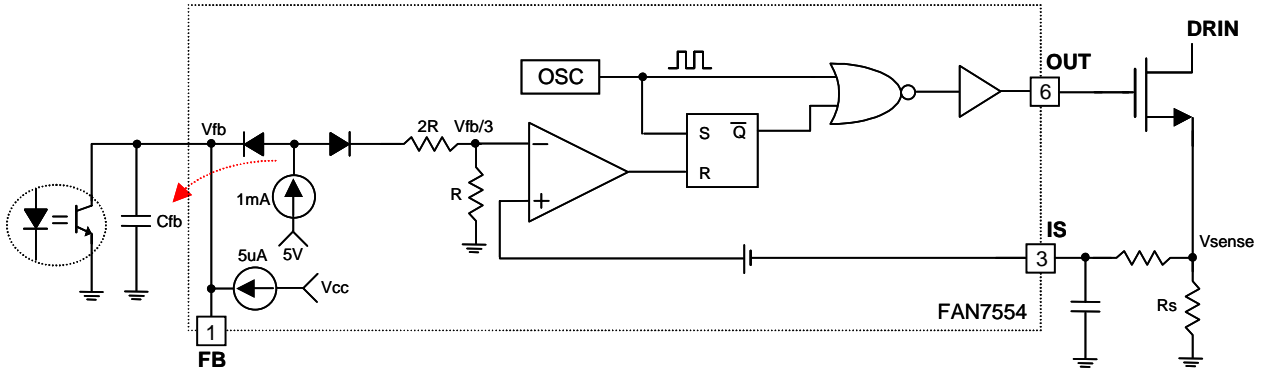 DRIN
OUT
OSC
6
Vfb
2R
Vfb/3
S
Q
R
1mA
R
Cfb
5V
5uA
Vcc
IS
3
Vsense
Rs
FAN7554
1
FB